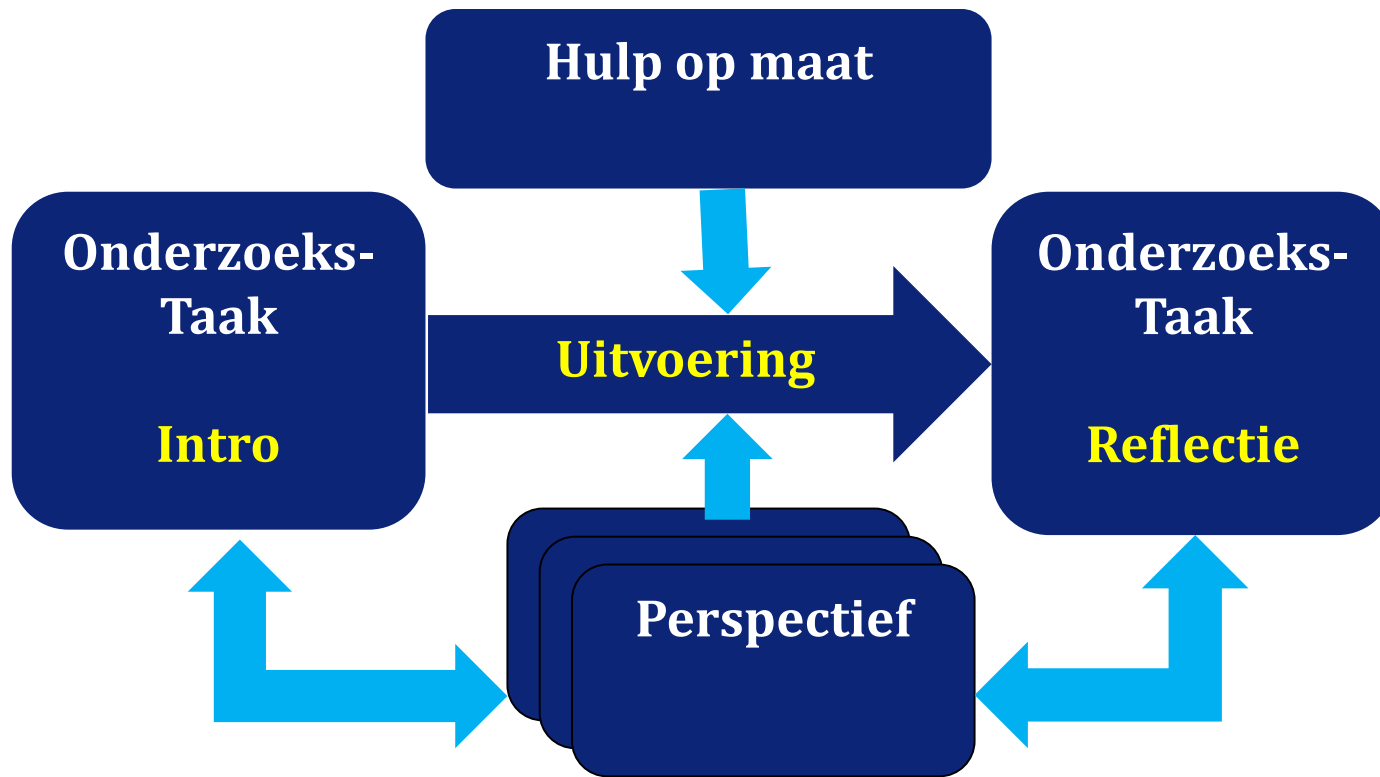 Hulp op maat
Onderzoeks-
Taak
Intro
Uitvoering
Onderzoeks-
Taak
Reflectie
Perspectief